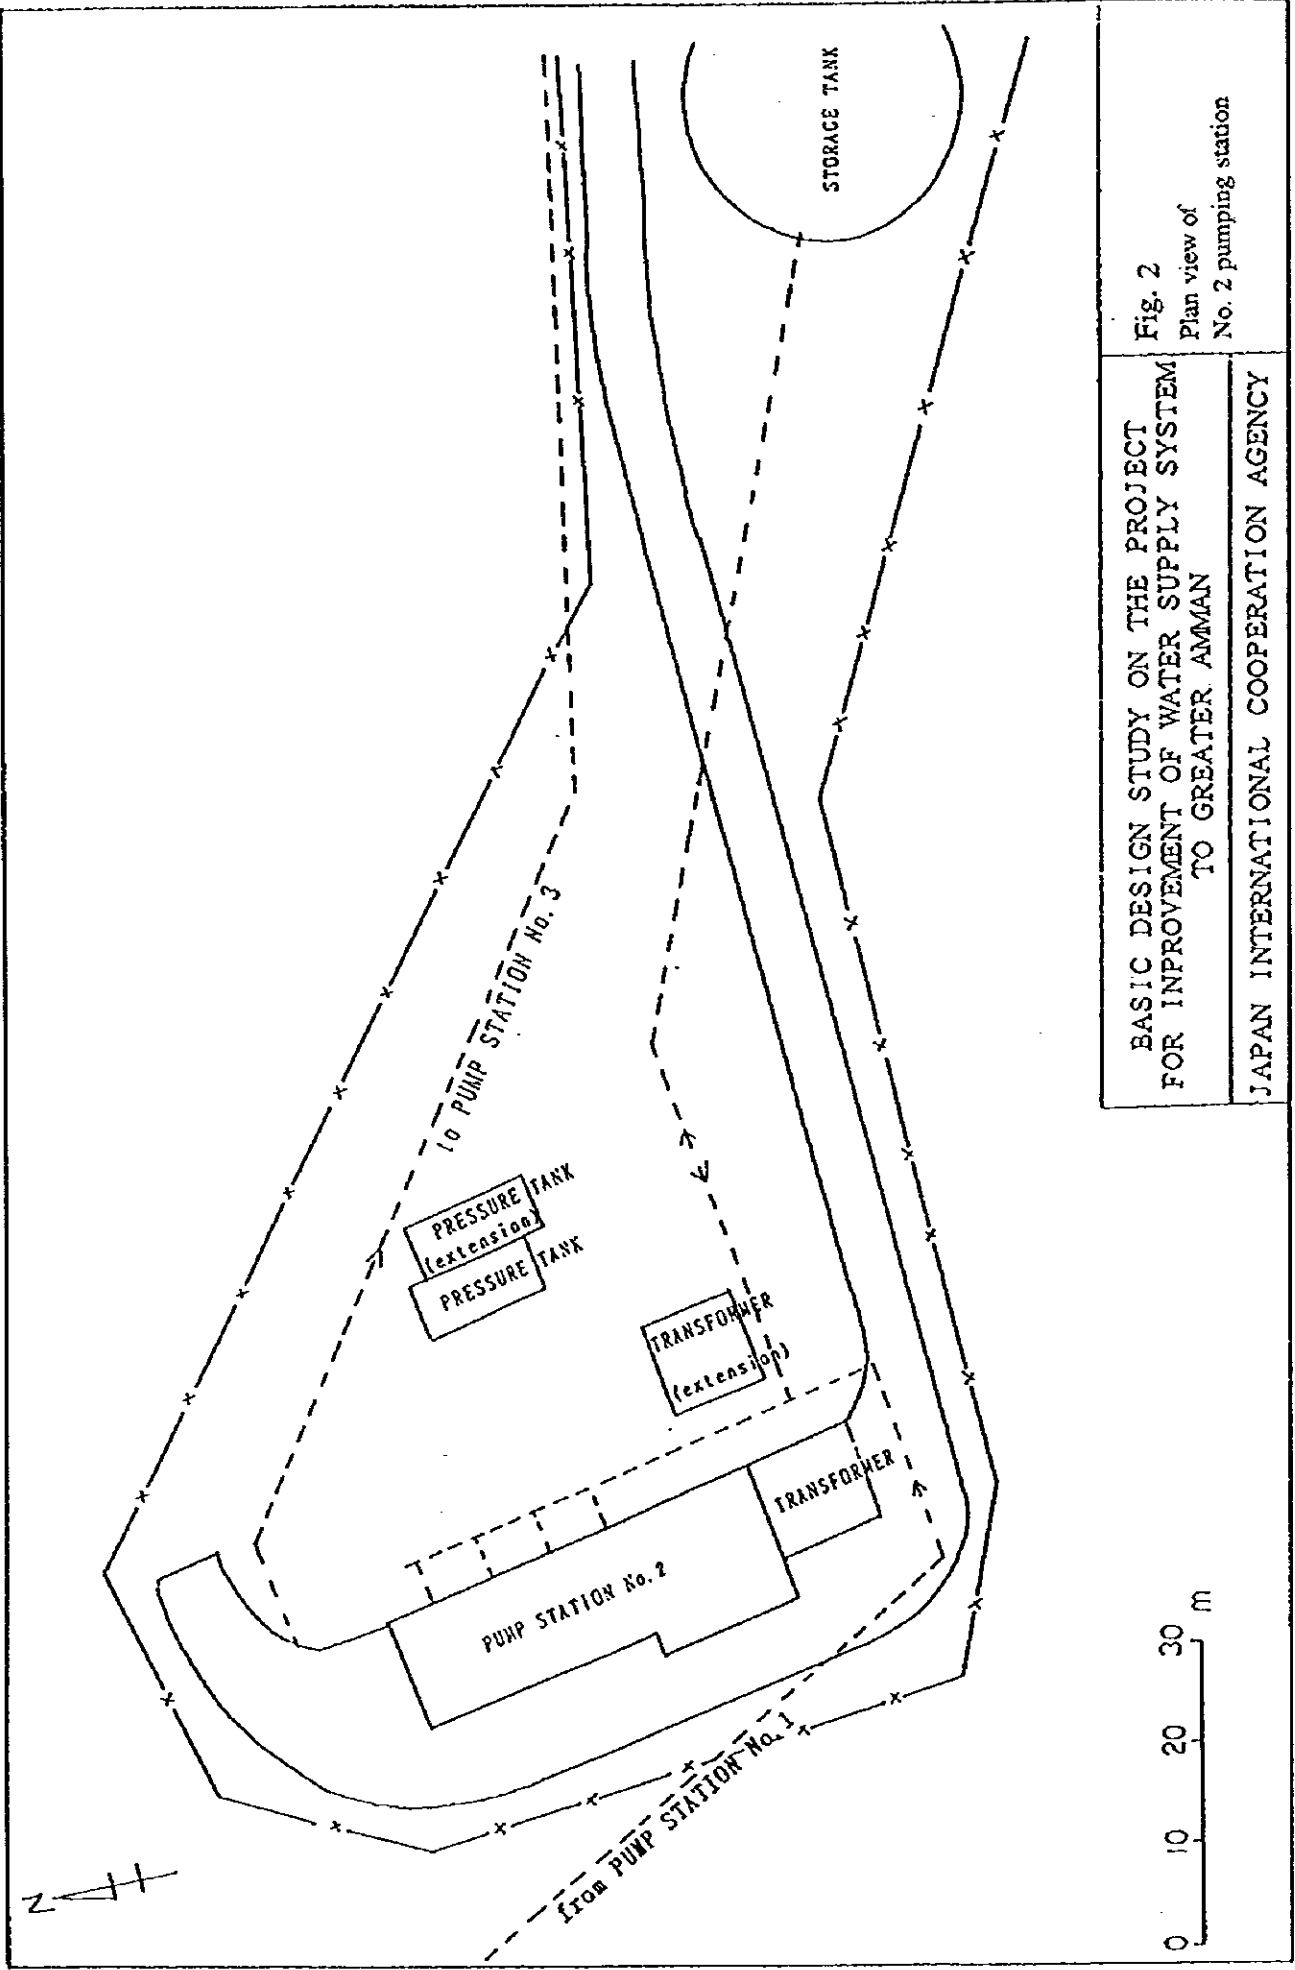 N
STORACE TANK
to PUMP STATION No. 3
PRESSURE TANK
(extension)
PRESSURE TANK
TRANSFORMER
(extension)
TRANSFORMER
PUMP STATION No. 2
from PUMP STATION No. 1
0 10 20 30 m
BASIC DESIGN STUDY ON THE PROJECT
FOR INPROVEMENT OF WATER SUPPLY SYSTEM
TO GREATER AMMAN
JAPAN INTERNATIONAL COOPERATION AGENCY
Fig. 2
Plan view of
No. 2 pumping station